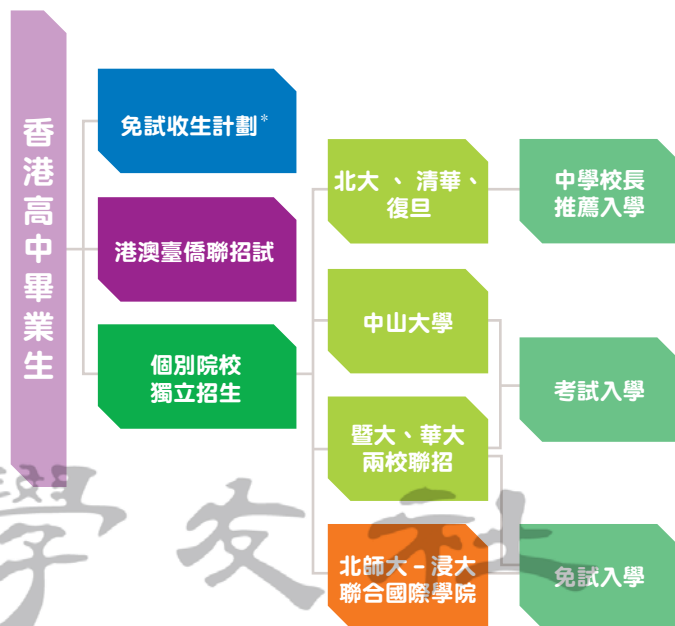 香港高中畢業生
免試收生計劃*
港澳臺僑聯招試
個別院校
獨立招生
北大、清華、
復旦
中山大學
暨大、華大
兩校聯招
北師大–浸大
聯合國際學院
中學校長
推薦入學
考試入學
免試入學
學友社